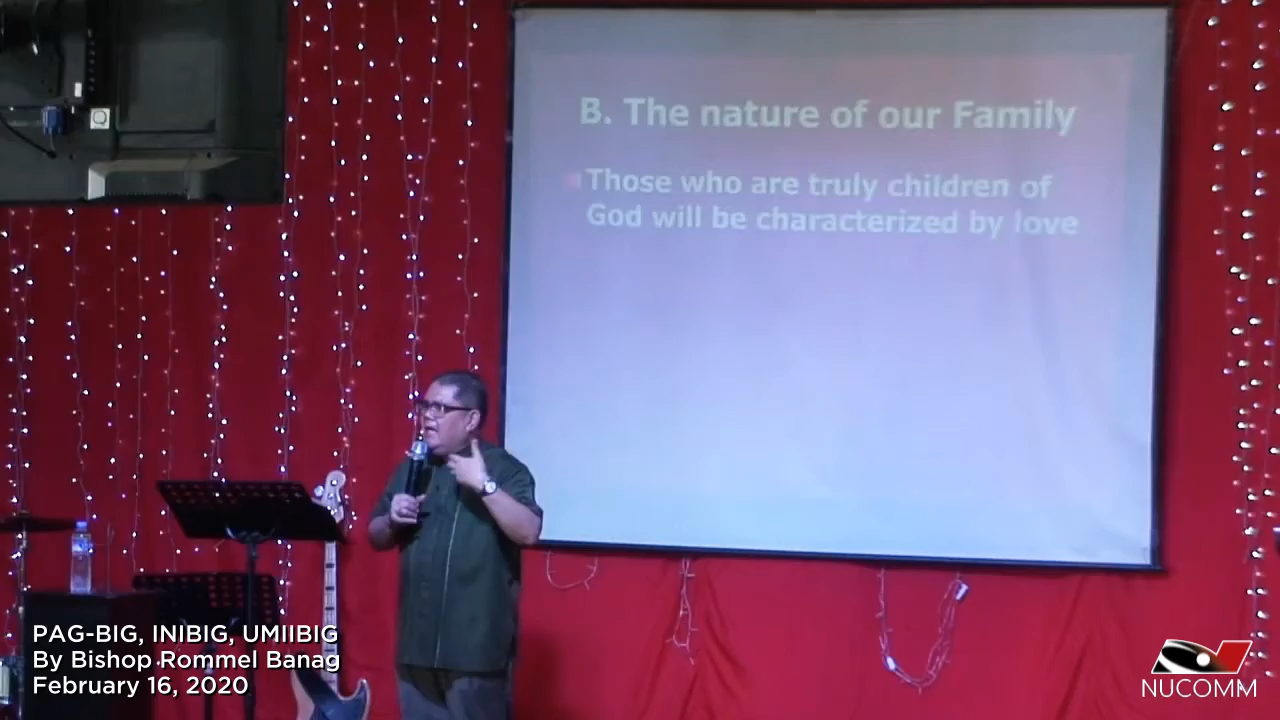 B. The nature of our Family
Those who are truly children of
God will be characterized by love
PAG-BIG, INIBIG, UMIIBIG
By Bishop Rommel Banag
February 16, 2020
NUCOMM
Q